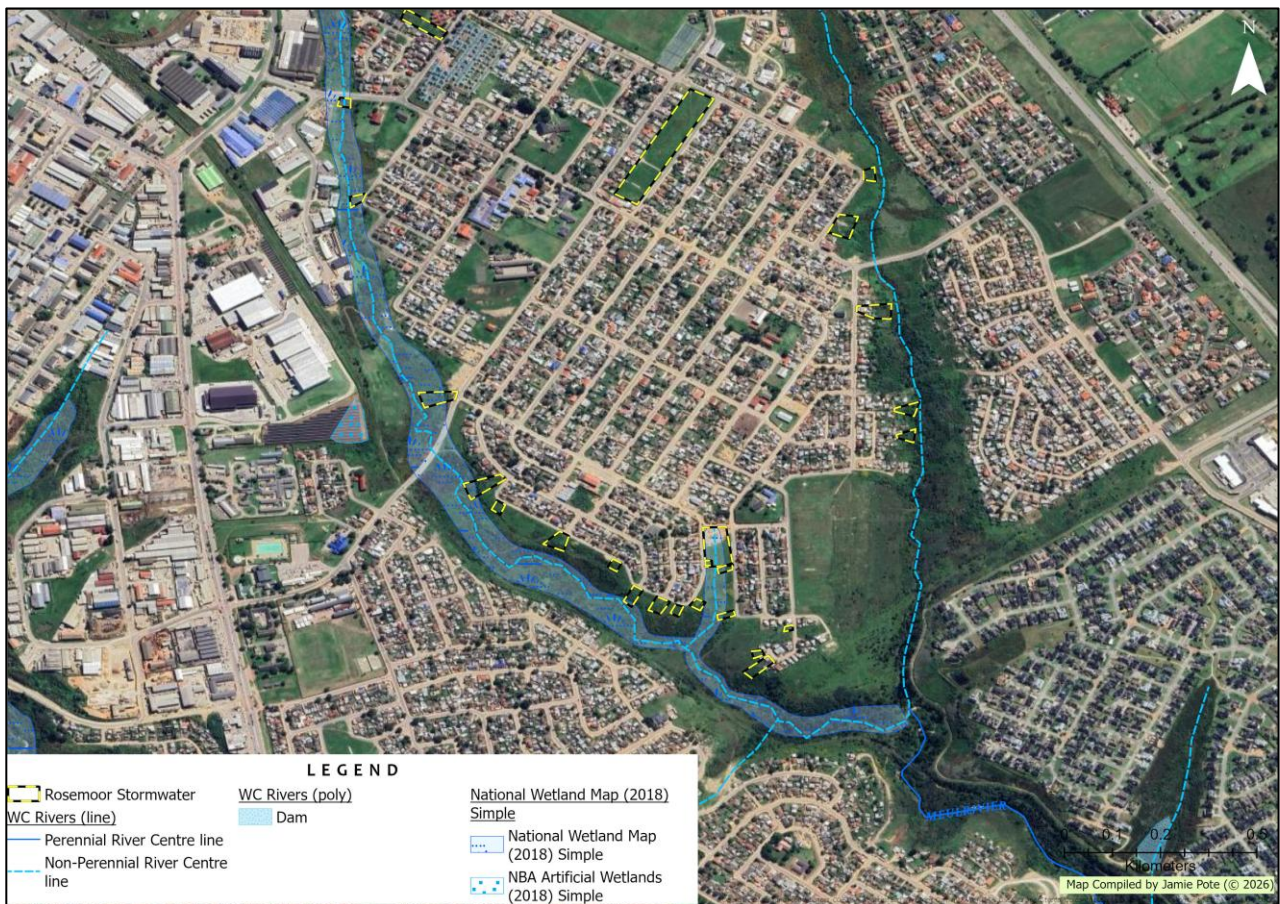 N
MEULRIVIER
0 0.1 0.2 0.5
Kilometers
Map Compiled by Jamie Pote (© 2026)
LEGEND
Rosemoor Stormwater
WC Rivers (line)
Perennial River Centre line
Non-Perennial River Centre
line
WC Rivers (poly)
Dam
National Wetland Map (2018)
Simple
National Wetland Map
(2018) Simple
NBA Artificial Wetlands
(2018) Simple